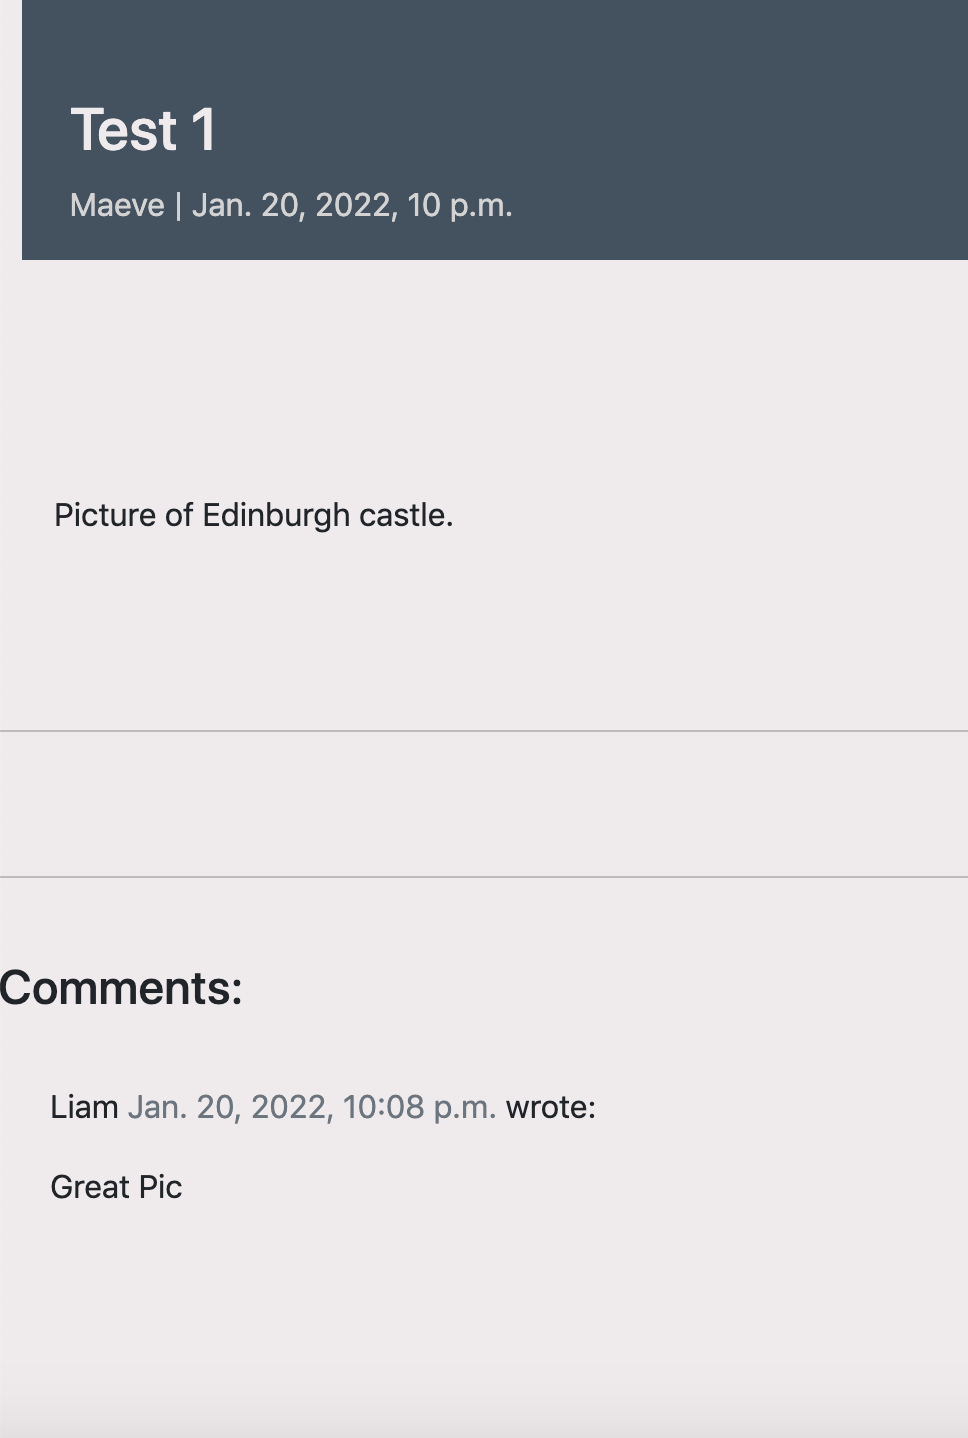 Test 1
Maeve | Jan. 20, 2022, 10 p.m.
Picture of Edinburgh castle.
Comments:
Liam Jan. 20, 2022, 10:08 p.m. wrote:
Great Pic